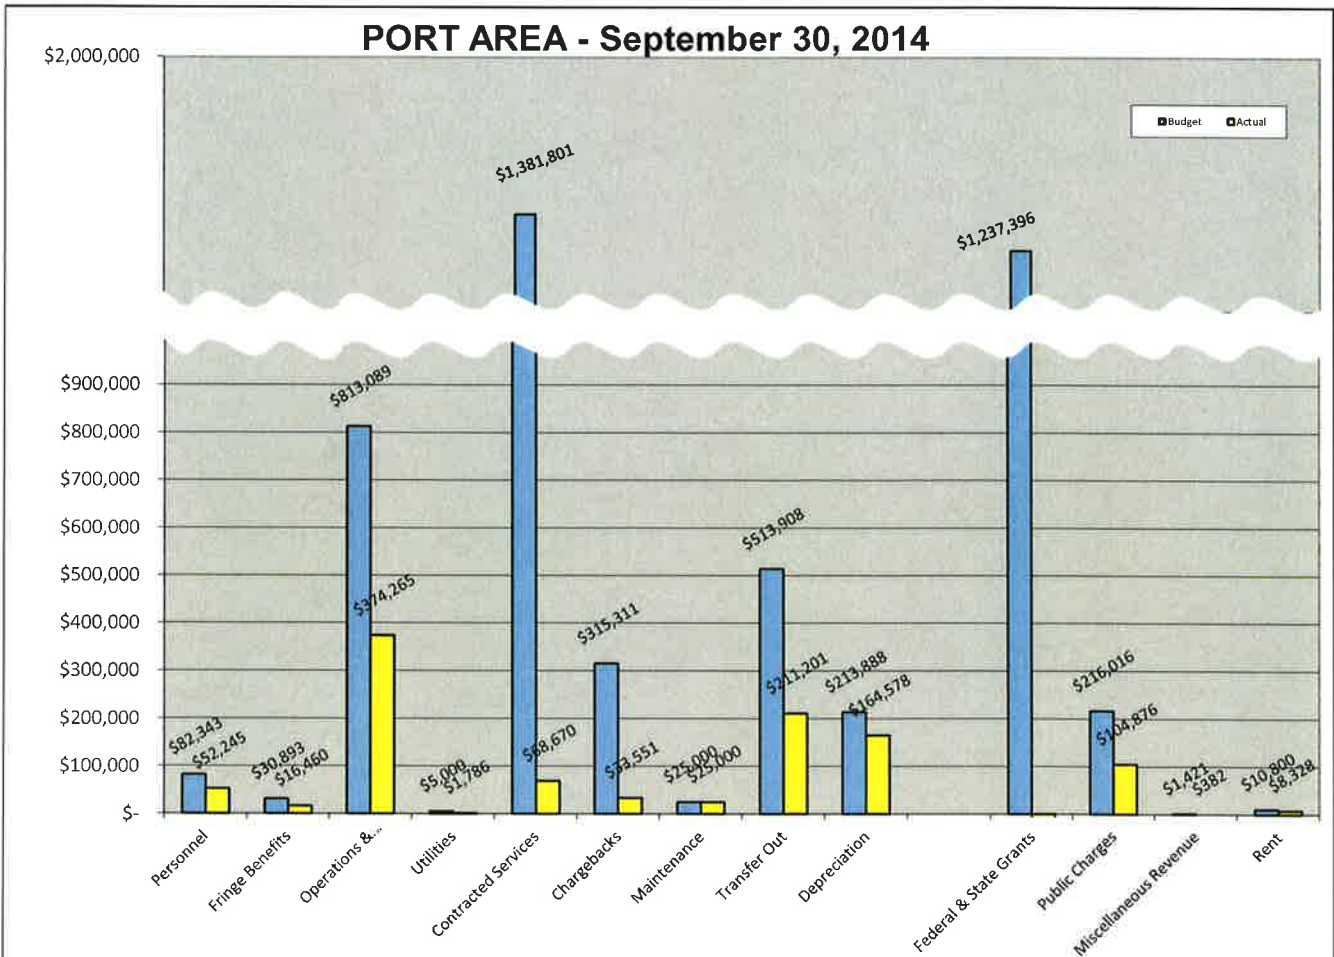 PORT AREA - September 30, 2014
$2,000,000
Budget Actual
$1,381,801
$1,237,396
$900,000
$813,089
$800,000
$700,000
$600,000
$513,908
$500,000
$374,265
$400,000
$315,311
$300,000
$211,201
$213,888
$164,578
$216,016
$104,876
$200,000
$82,343
$52,245
$30,893
$16,460
$5,000
$1,786
$68,670
$33,551
$25,000
$25,000
$1,421
$382
$10,800
$8,328
$100,000
$-
Personnel
Fringe Benefits
Operations &...
Utilities
Contracted Services
Chargebacks
Maintenance
Transfer Out
Depreciation
Federal & State Grants
Public Charges
Miscellaneous Revenue
Rent